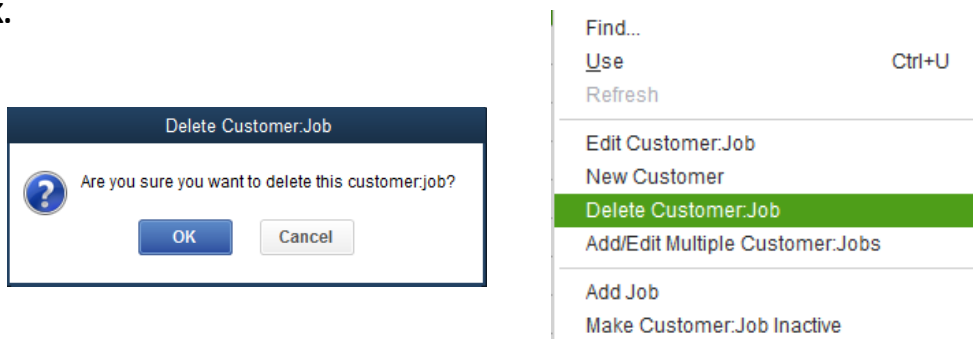 Delete Customer:Job
Are you sure you want to delete this customer:job?
OK
Cancel
Find...
Use Ctrl+U
Refresh
Edit Customer:Job
New Customer
Delete Customer:Job
Add/Edit Multiple Customer:Jobs
Add Job
Make Customer:Job Inactive